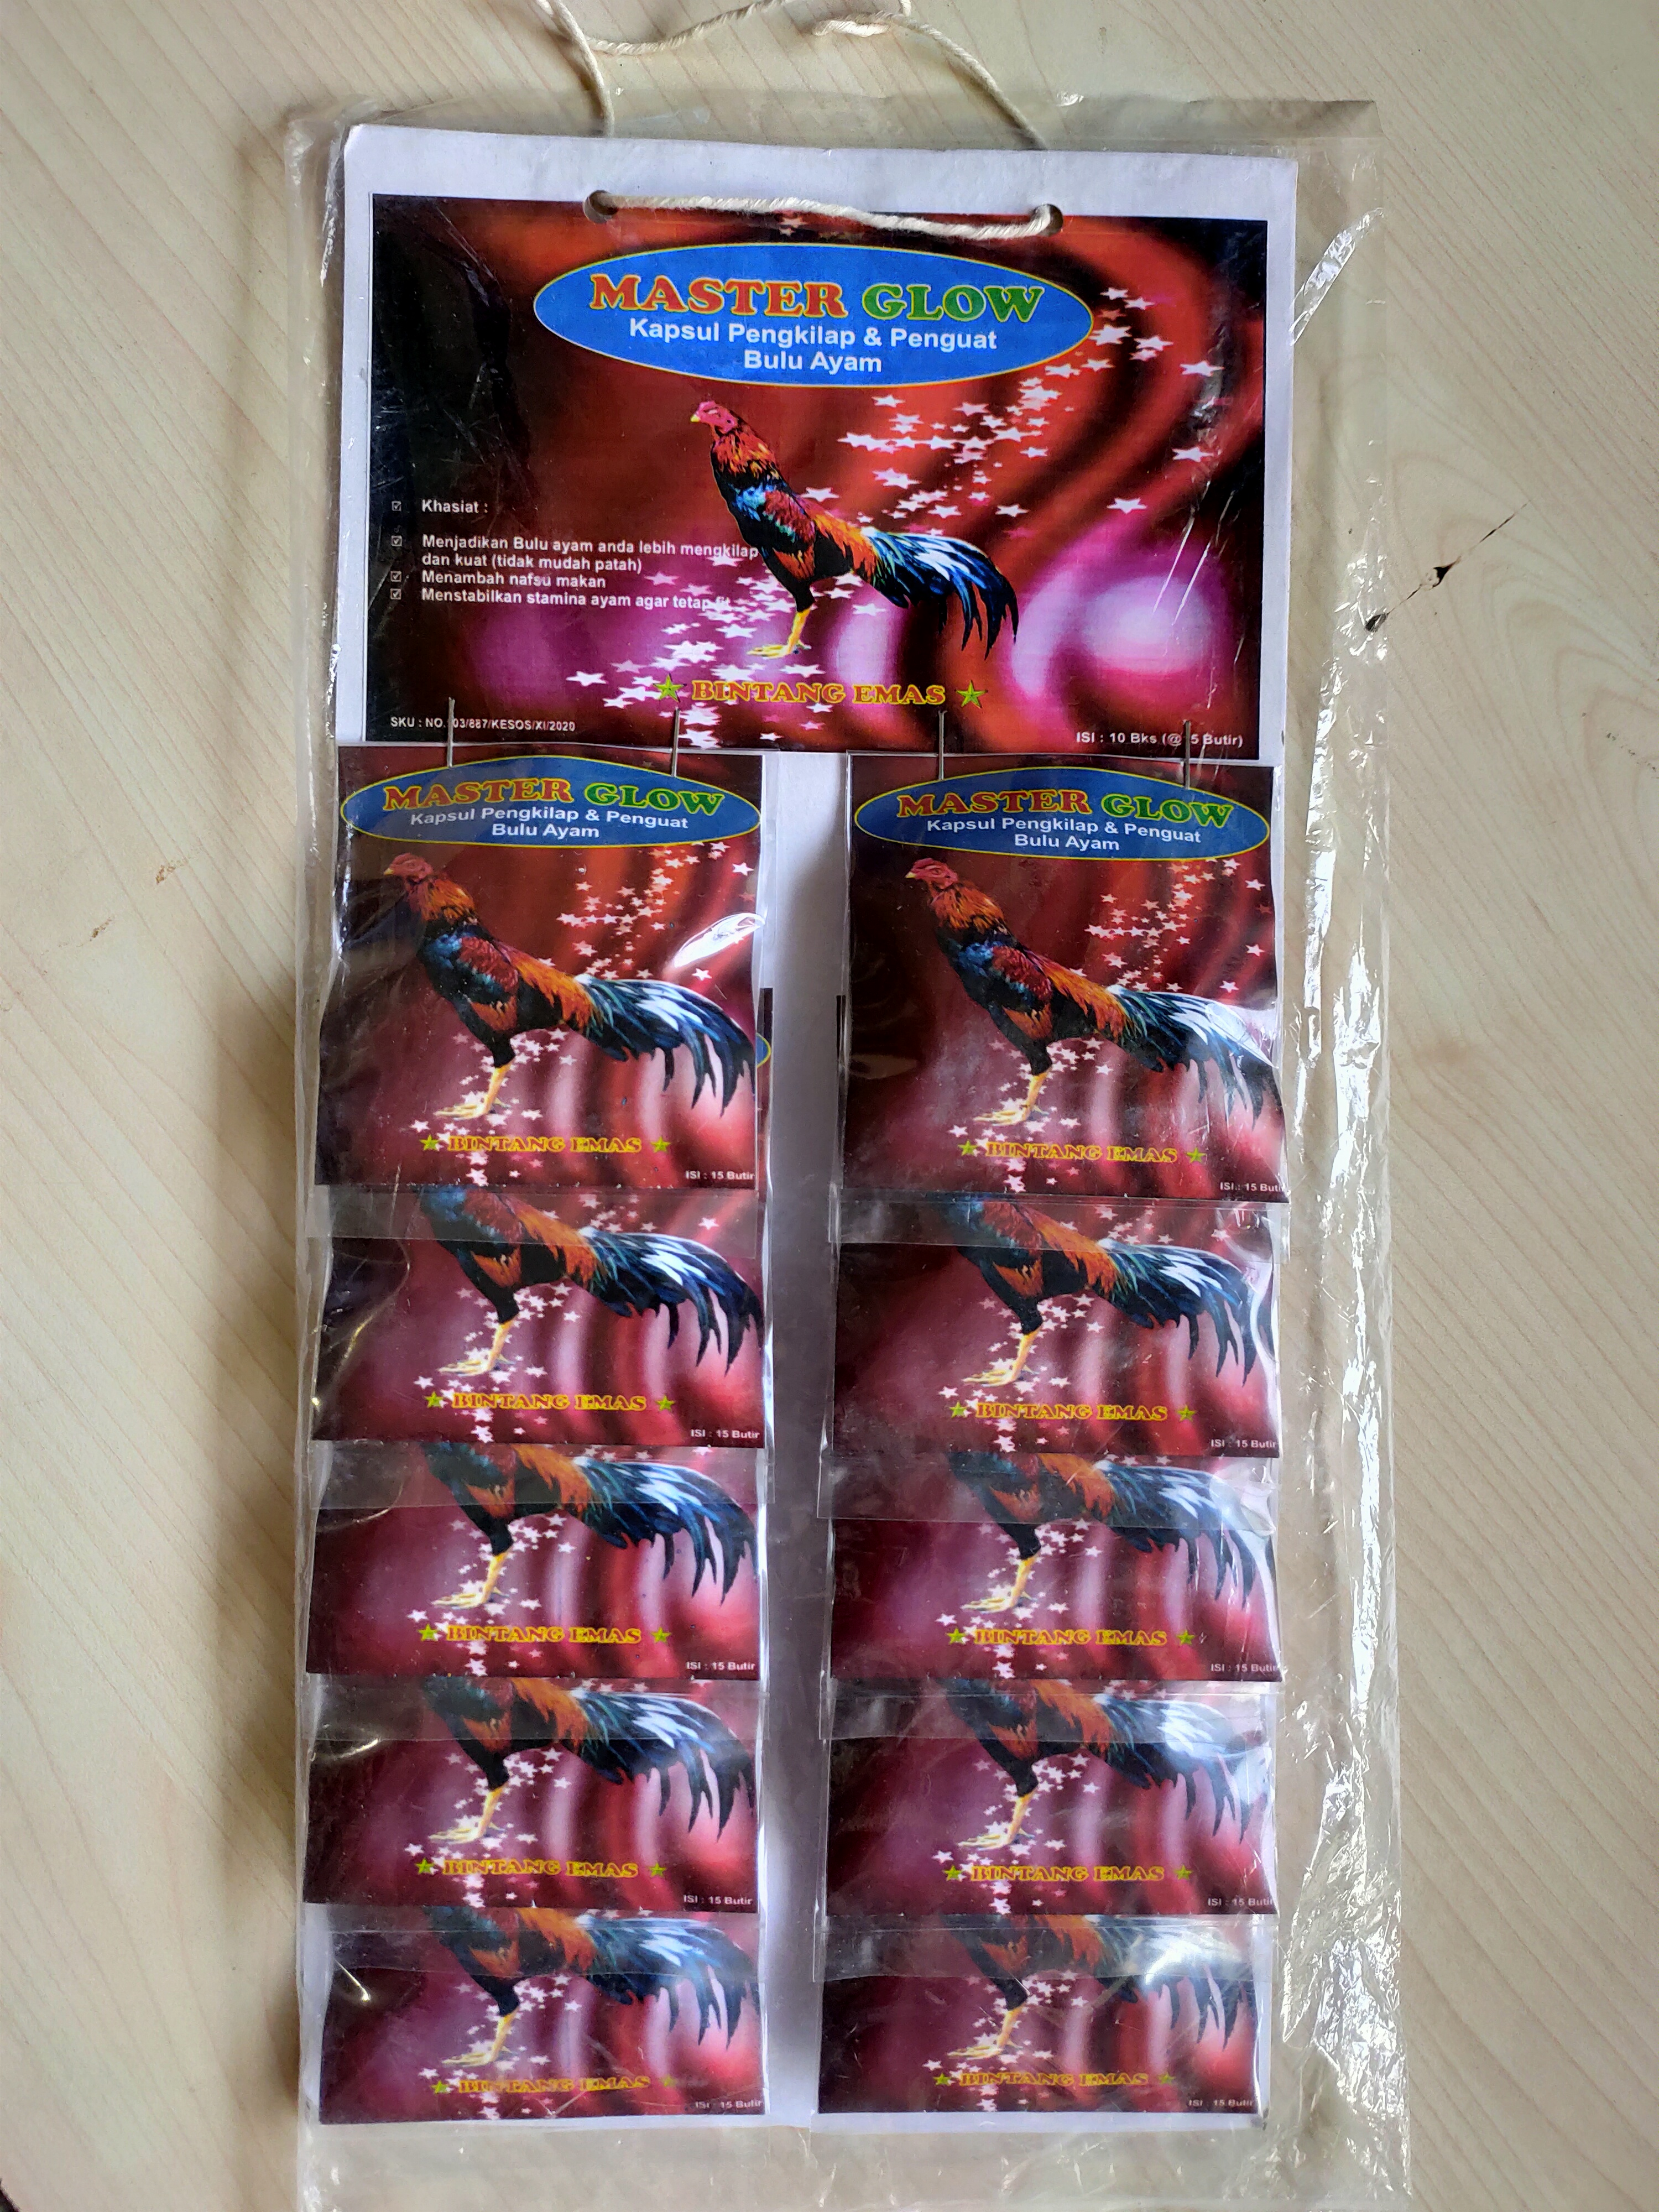 MASTER GLOW
Kapsul Pengkilap & Penguat
Bulu Ayam
Khasiat :
Menjadikan Bulu ayam anda lebih mengkilap
dan kuat (tidak mudah patah)
Menambah nafsu makan
Menstabilkan stamina ayam agar tetap fit
BINTANG EMAS
SKU : NO. 03/887/KESOS/XI/2020
ISI : 10 Bks (@ 5 Butir)
MASTER GLOW
Kapsul Pengkilap & Penguat
Bulu Ayam
BINTANG EMAS
ISI : 15 Butir
MASTER GLOW
Kapsul Pengkilap & Penguat
Bulu Ayam
BINTANG EMAS
ISI : 15 Butir
BINTANG EMAS
ISI : 15 Butir
BINTANG EMAS
ISI : 15 Butir
BINTANG EMAS
ISI : 15 Butir
BINTANG EMAS
ISI : 15 Butir
BINTANG EMAS
ISI : 15 Butir
BINTANG EMAS
ISI : 15 Butir
BINTANG EMAS
ISI : 15 Butir
BINTANG EMAS
ISI : 15 Butir